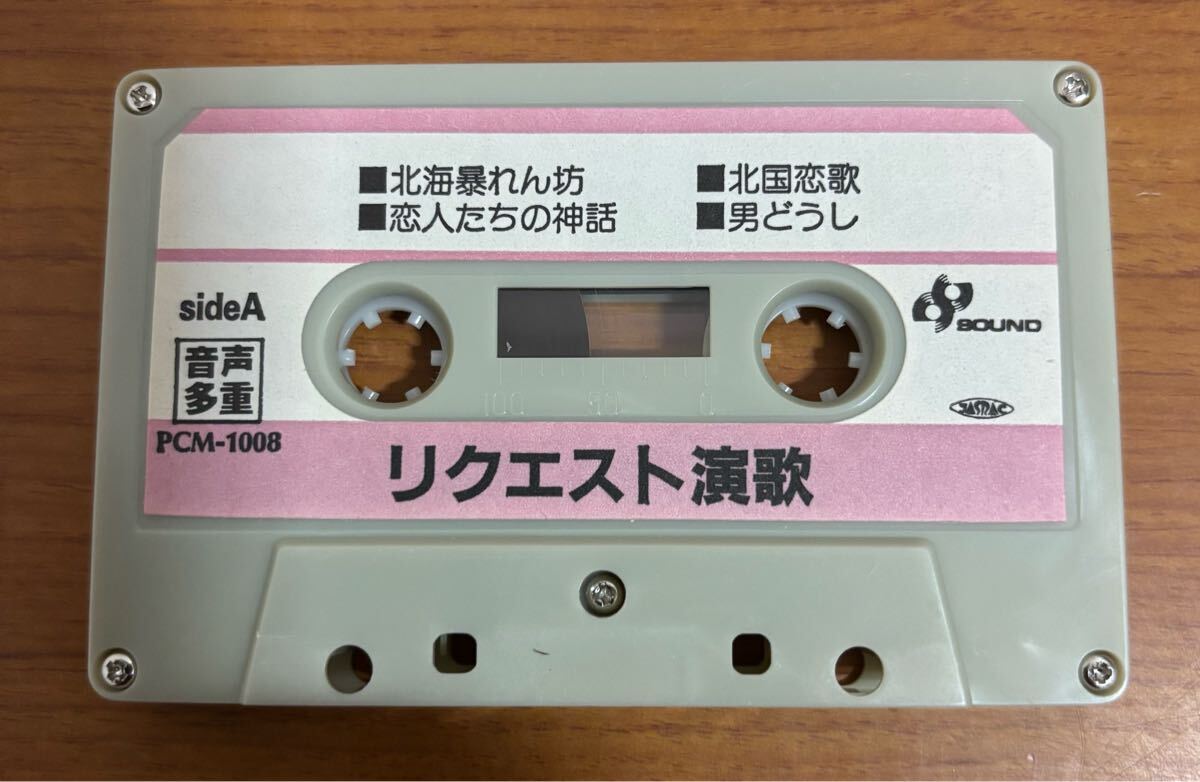 ■北海暴れん坊 ■北国恋歌
■恋人たちの神話 ■男どうし
sideA
SOUND
音声
多重
JASRAC
PCM-1008
100 50 0
リクエスト演歌